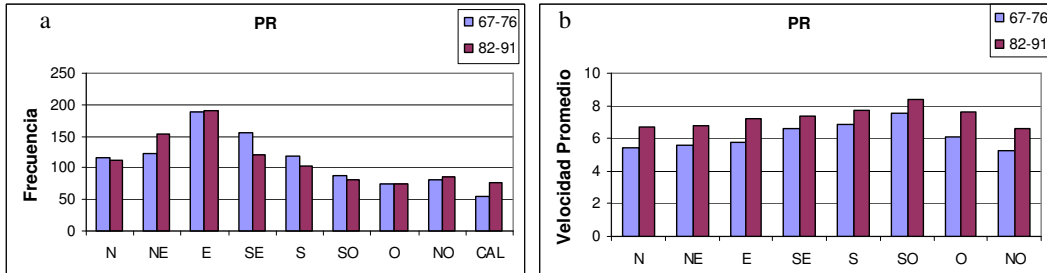 a
PR
67-76
82-91
Frecuencia
250
200
150
100
50
0
N NE E SE S SO O NO CAL
b
PR
67-76
82-91
Velocidad Promedio
10
8
6
4
2
0
N NE E SE S SO O NO